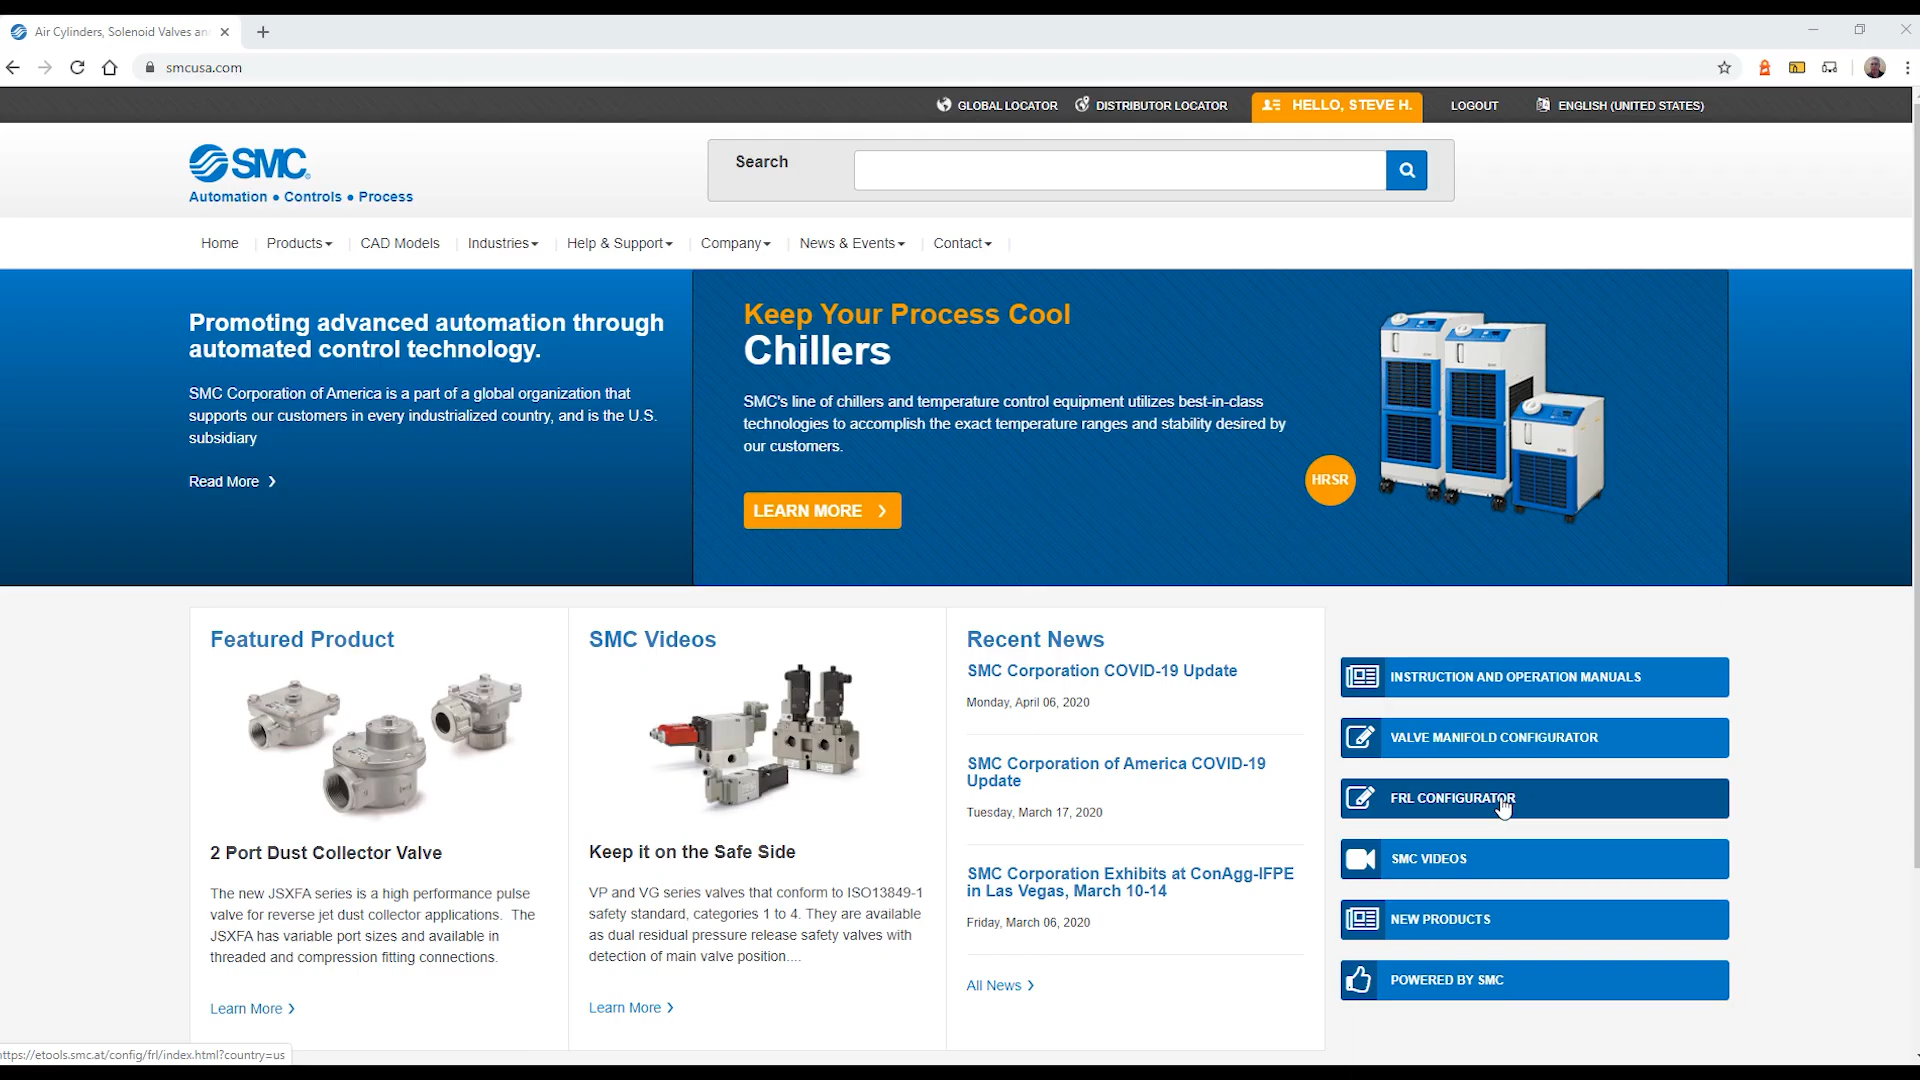 Air Cylinders, Solenoid Valves an
smcusa.com
GLOBAL LOCATOR
DISTRIBUTOR LOCATOR
HELLO, STEVE H.
LOGOUT
ENGLISH (UNITED STATES)
SMC
Automation • Controls • Process
Search
Home
Products
CAD Models
Industries
Help & Support
Company
News & Events
Contact
Promoting advanced automation through
automated control technology.
SMC Corporation of America is a part of a global organization that
supports our customers in every industrialized country, and is the U.S.
subsidiary
Read More
Keep Your Process Cool
Chillers
SMC's line of chillers and temperature control equipment utilizes best-in-class
technologies to accomplish the exact temperature ranges and stability desired by
our customers.
LEARN MORE
HRSR
Featured Product
2 Port Dust Collector Valve
The new JSXFA series is a high performance pulse
valve for reverse jet dust collector applications. The
JSXFA has variable port sizes and available in
threaded and compression fitting connections.
Learn More
SMC Videos
Keep it on the Safe Side
VP and VG series valves that conform to ISO13849-1
safety standard, categories 1 to 4. They are available
as dual residual pressure release safety valves with
detection of main valve position....
Learn More
Recent News
SMC Corporation COVID-19 Update
Monday, April 06, 2020
SMC Corporation of America COVID-19
Update
Tuesday, March 17, 2020
SMC Corporation Exhibits at ConAgg-IFPE
in Las Vegas, March 10-14
Friday, March 06, 2020
All News
INSTRUCTION AND OPERATION MANUALS
VALVE MANIFOLD CONFIGURATOR
FRL CONFIGURATOR
SMC VIDEOS
NEW PRODUCTS
POWERED BY SMC
https://etools.smc.at/config/frl/index.html?country=us